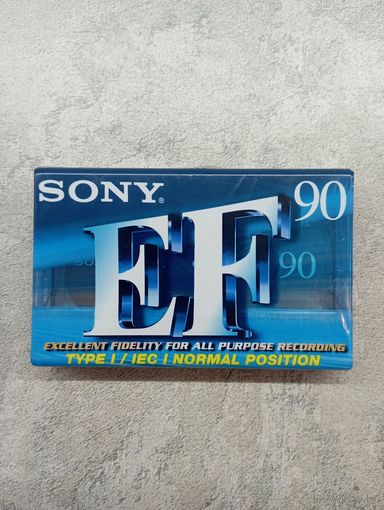 SONY®
90
EF
90
EXCELLENT FIDELITY FOR ALL PURPOSE RECORDING
TYPE I / IEC I NORMAL POSITION